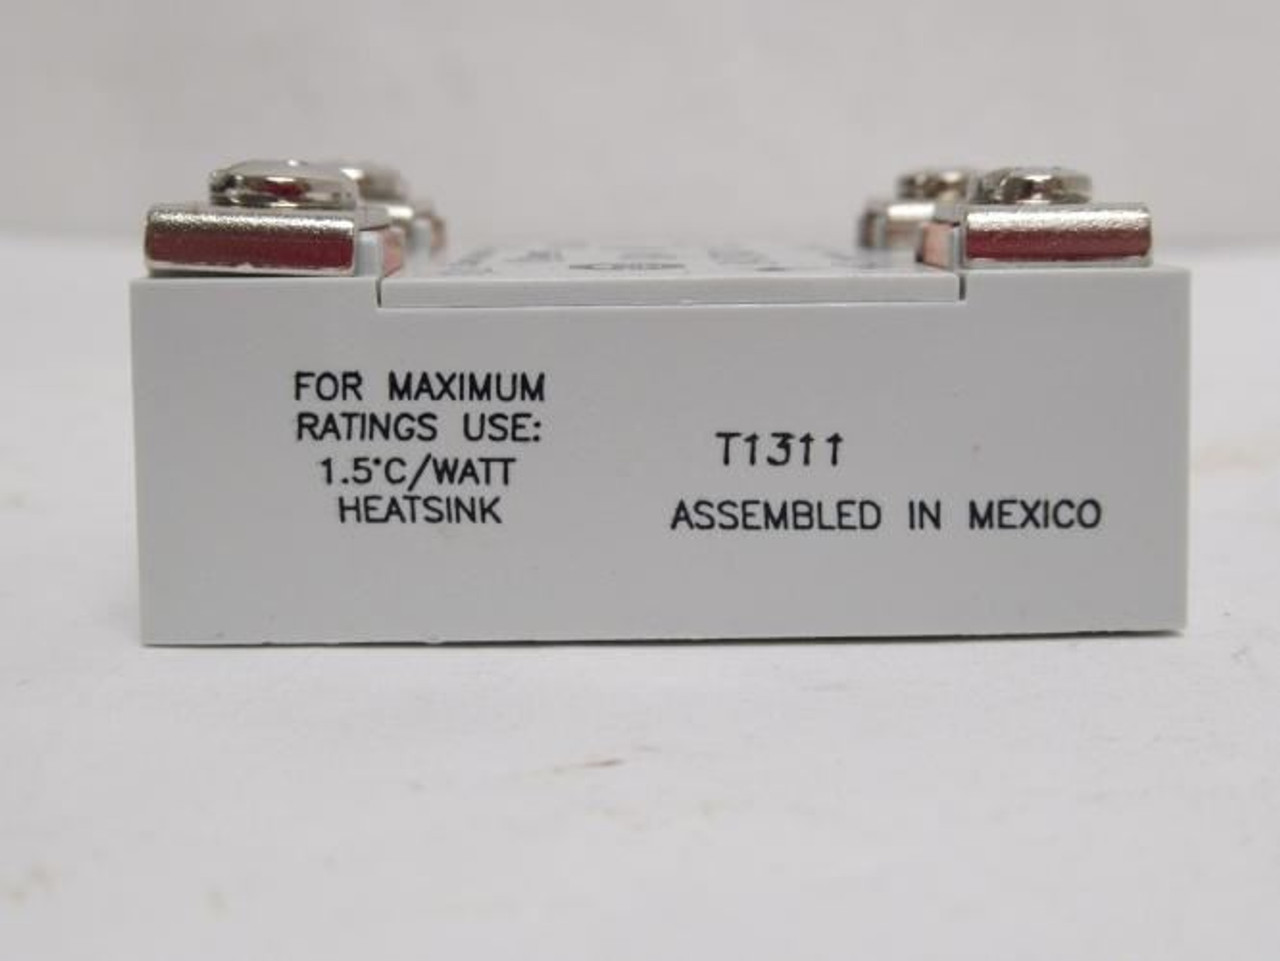 FOR MAXIMUM
RATINGS USE:
1.5°C/WATT
HEATSINK
T1311
ASSEMBLED IN MEXICO